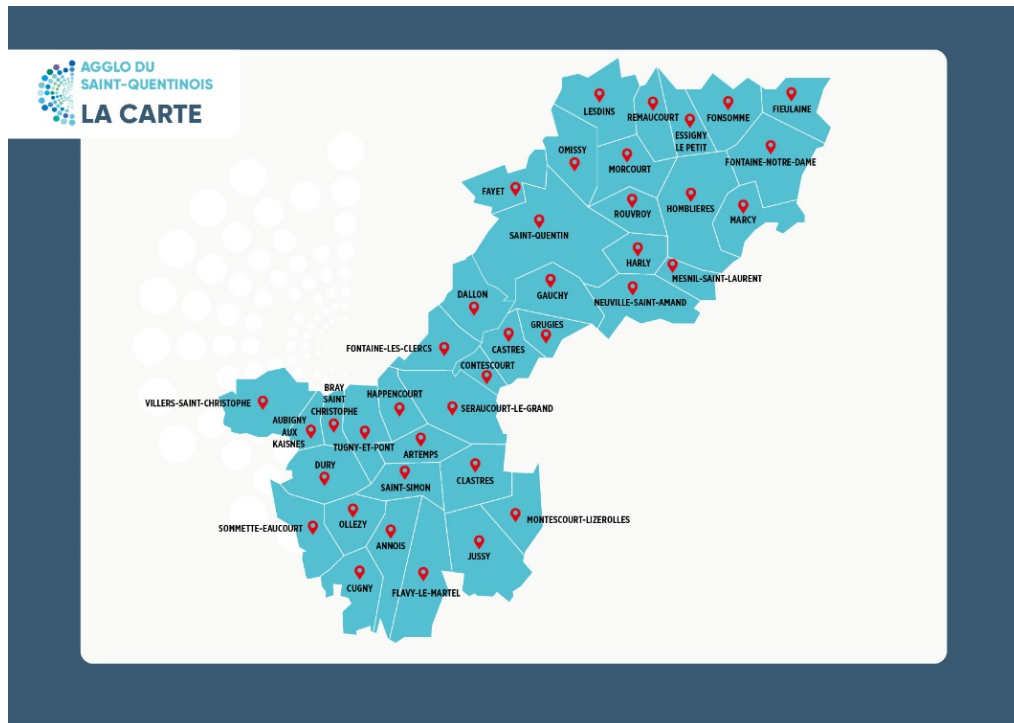 AGGLO DU
SAINT-QUENTINOIS
LA CARTE
LESDINS
REMAUCOURT
ESSIGNY
LE PETIT
FONSOMME
FIEULAINE
OMISSY
MORCOURT
FONTAINE-NOTRE-DAME
FAYET
ROUVROY
HOMBLIERES
MARCY
SAINT-QUENTIN
HARLY
MESNIL-SAINT-LAURENT
DALLON
GAUCHY
NEUVILLE-SAINT-AMAND
GRUGIES
FONTAINE-LES-CLERCS
CASTRES
CONTESCOURT
VILLERS-SAINT-CHRISTOPHE
BRAY
SAINT
CHRISTOPHE
HAPPENCOURT
SERAUCOURT-LE-GRAND
AUBIGNY
AUX
KAISNES
TUGNY-ET-PONT
ARTEMPS
DURY
SAINT-SIMON
CLASTRES
SOMMETTE-EAUCOURT
OLLEZY
ANNOIS
MONTESCOURT-LIZEROLLES
JUSSY
CUGNY
FLAVY-LE-MARTEL